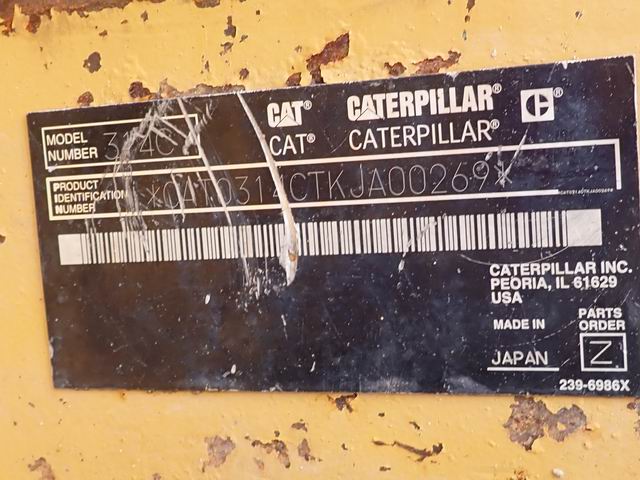 CAT® CATERPILLAR®
CAT® CATERPILLAR®
MODEL NUMBER 314C
PRODUCT IDENTIFICATION NUMBER *CAT0314CTKJA00269*
CATERPILLAR INC.
PEORIA, IL 61629
USA
MADE IN JAPAN
PARTS ORDER Z
239-6986X